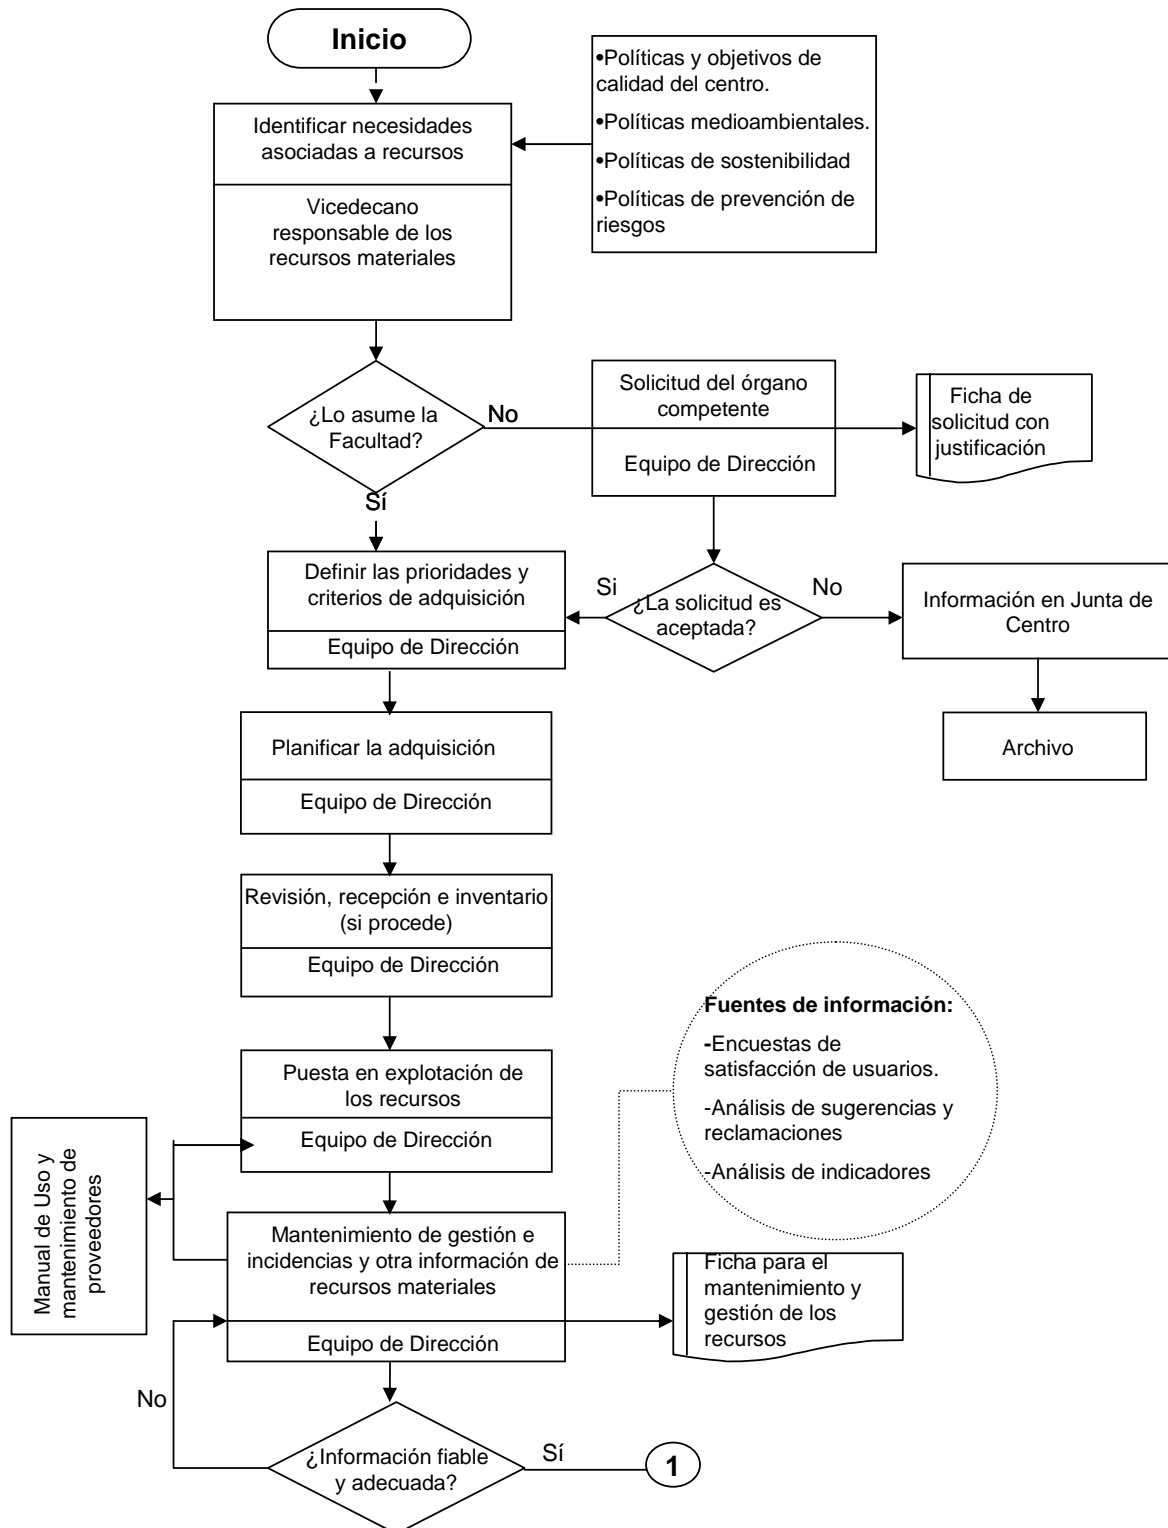 Inicio
•Políticas y objetivos de
calidad del centro.
•Políticas medioambientales.
•Políticas de sostenibilidad
•Políticas de prevención de
riesgos
Identificar necesidades
asociadas a recursos
Vicedecano
responsable de los
recursos materiales
¿Lo asume la
Facultad?
No
Solicitud del órgano
competente
Equipo de Dirección
Ficha de
solicitud con
justificación
Sí
Definir las prioridades y
criterios de adquisición
Equipo de Dirección
Si
¿La solicitud es
aceptada?
No
Información en Junta de
Centro
Archivo
Planificar la adquisición
Equipo de Dirección
Revisión, recepción e inventario
(si procede)
Equipo de Dirección
Fuentes de información:
-Encuestas de
satisfacción de usuarios.
-Análisis de sugerencias y
reclamaciones
-Análisis de indicadores
Puesta en explotación de
los recursos
Equipo de Dirección
Manual de Uso y
mantenimiento de
proveedores
Mantenimiento de gestión e
incidencias y otra información de
recursos materiales
Equipo de Dirección
Ficha para el
mantenimiento y
gestión de los
recursos
No
¿Información fiable
y adecuada?
Sí
1